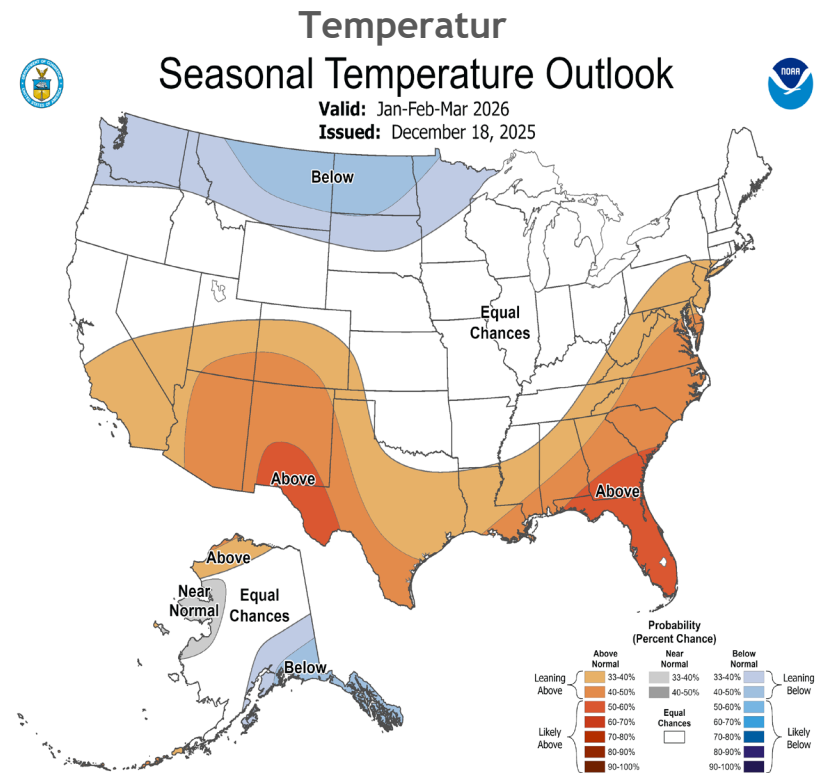 Temperatur
Seasonal Temperature Outlook
Valid: Jan-Feb-Mar 2026
Issued: December 18, 2025
NOAA
Below
Equal
Chances
Above
Above
Above
Near
Normal
Equal
Chances
Below
Probability
(Percent Chance)
Above
Normal
Near
Normal
Below
Normal
Leaning
Above
33-40%
40-50%
33-40%
40-50%
33-40%
40-50%
Leaning
Below
Likely
Above
50-60%
60-70%
70-80%
80-90%
90-100%
Equal
Chances
50-60%
60-70%
70-80%
80-90%
90-100%
Likely
Below